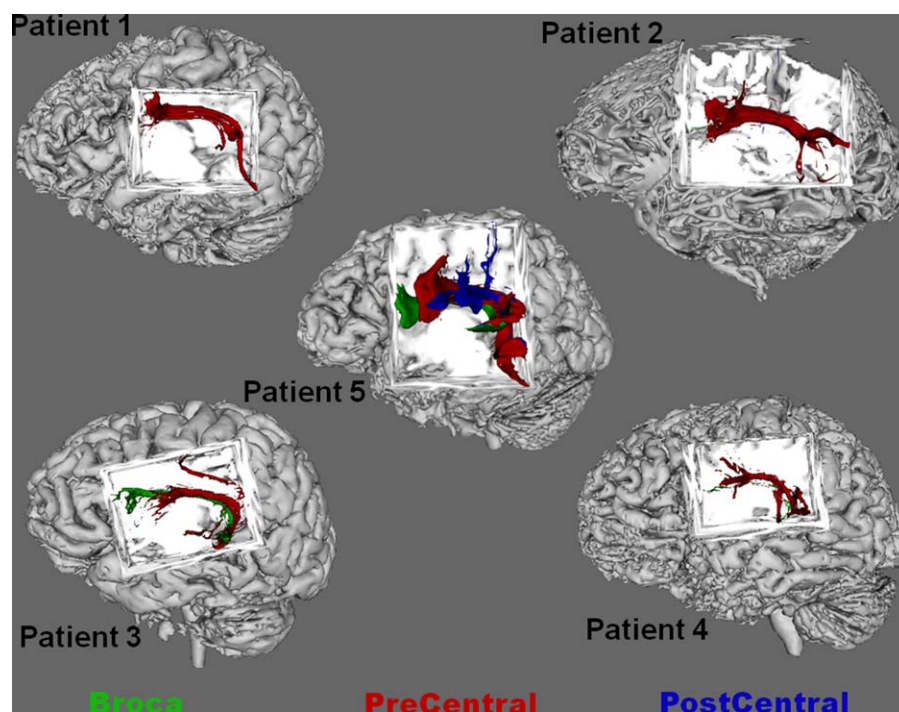 Patient 1
Patient 2
Patient 5
Patient 3
Patient 4
Broca PreCentral PostCentral